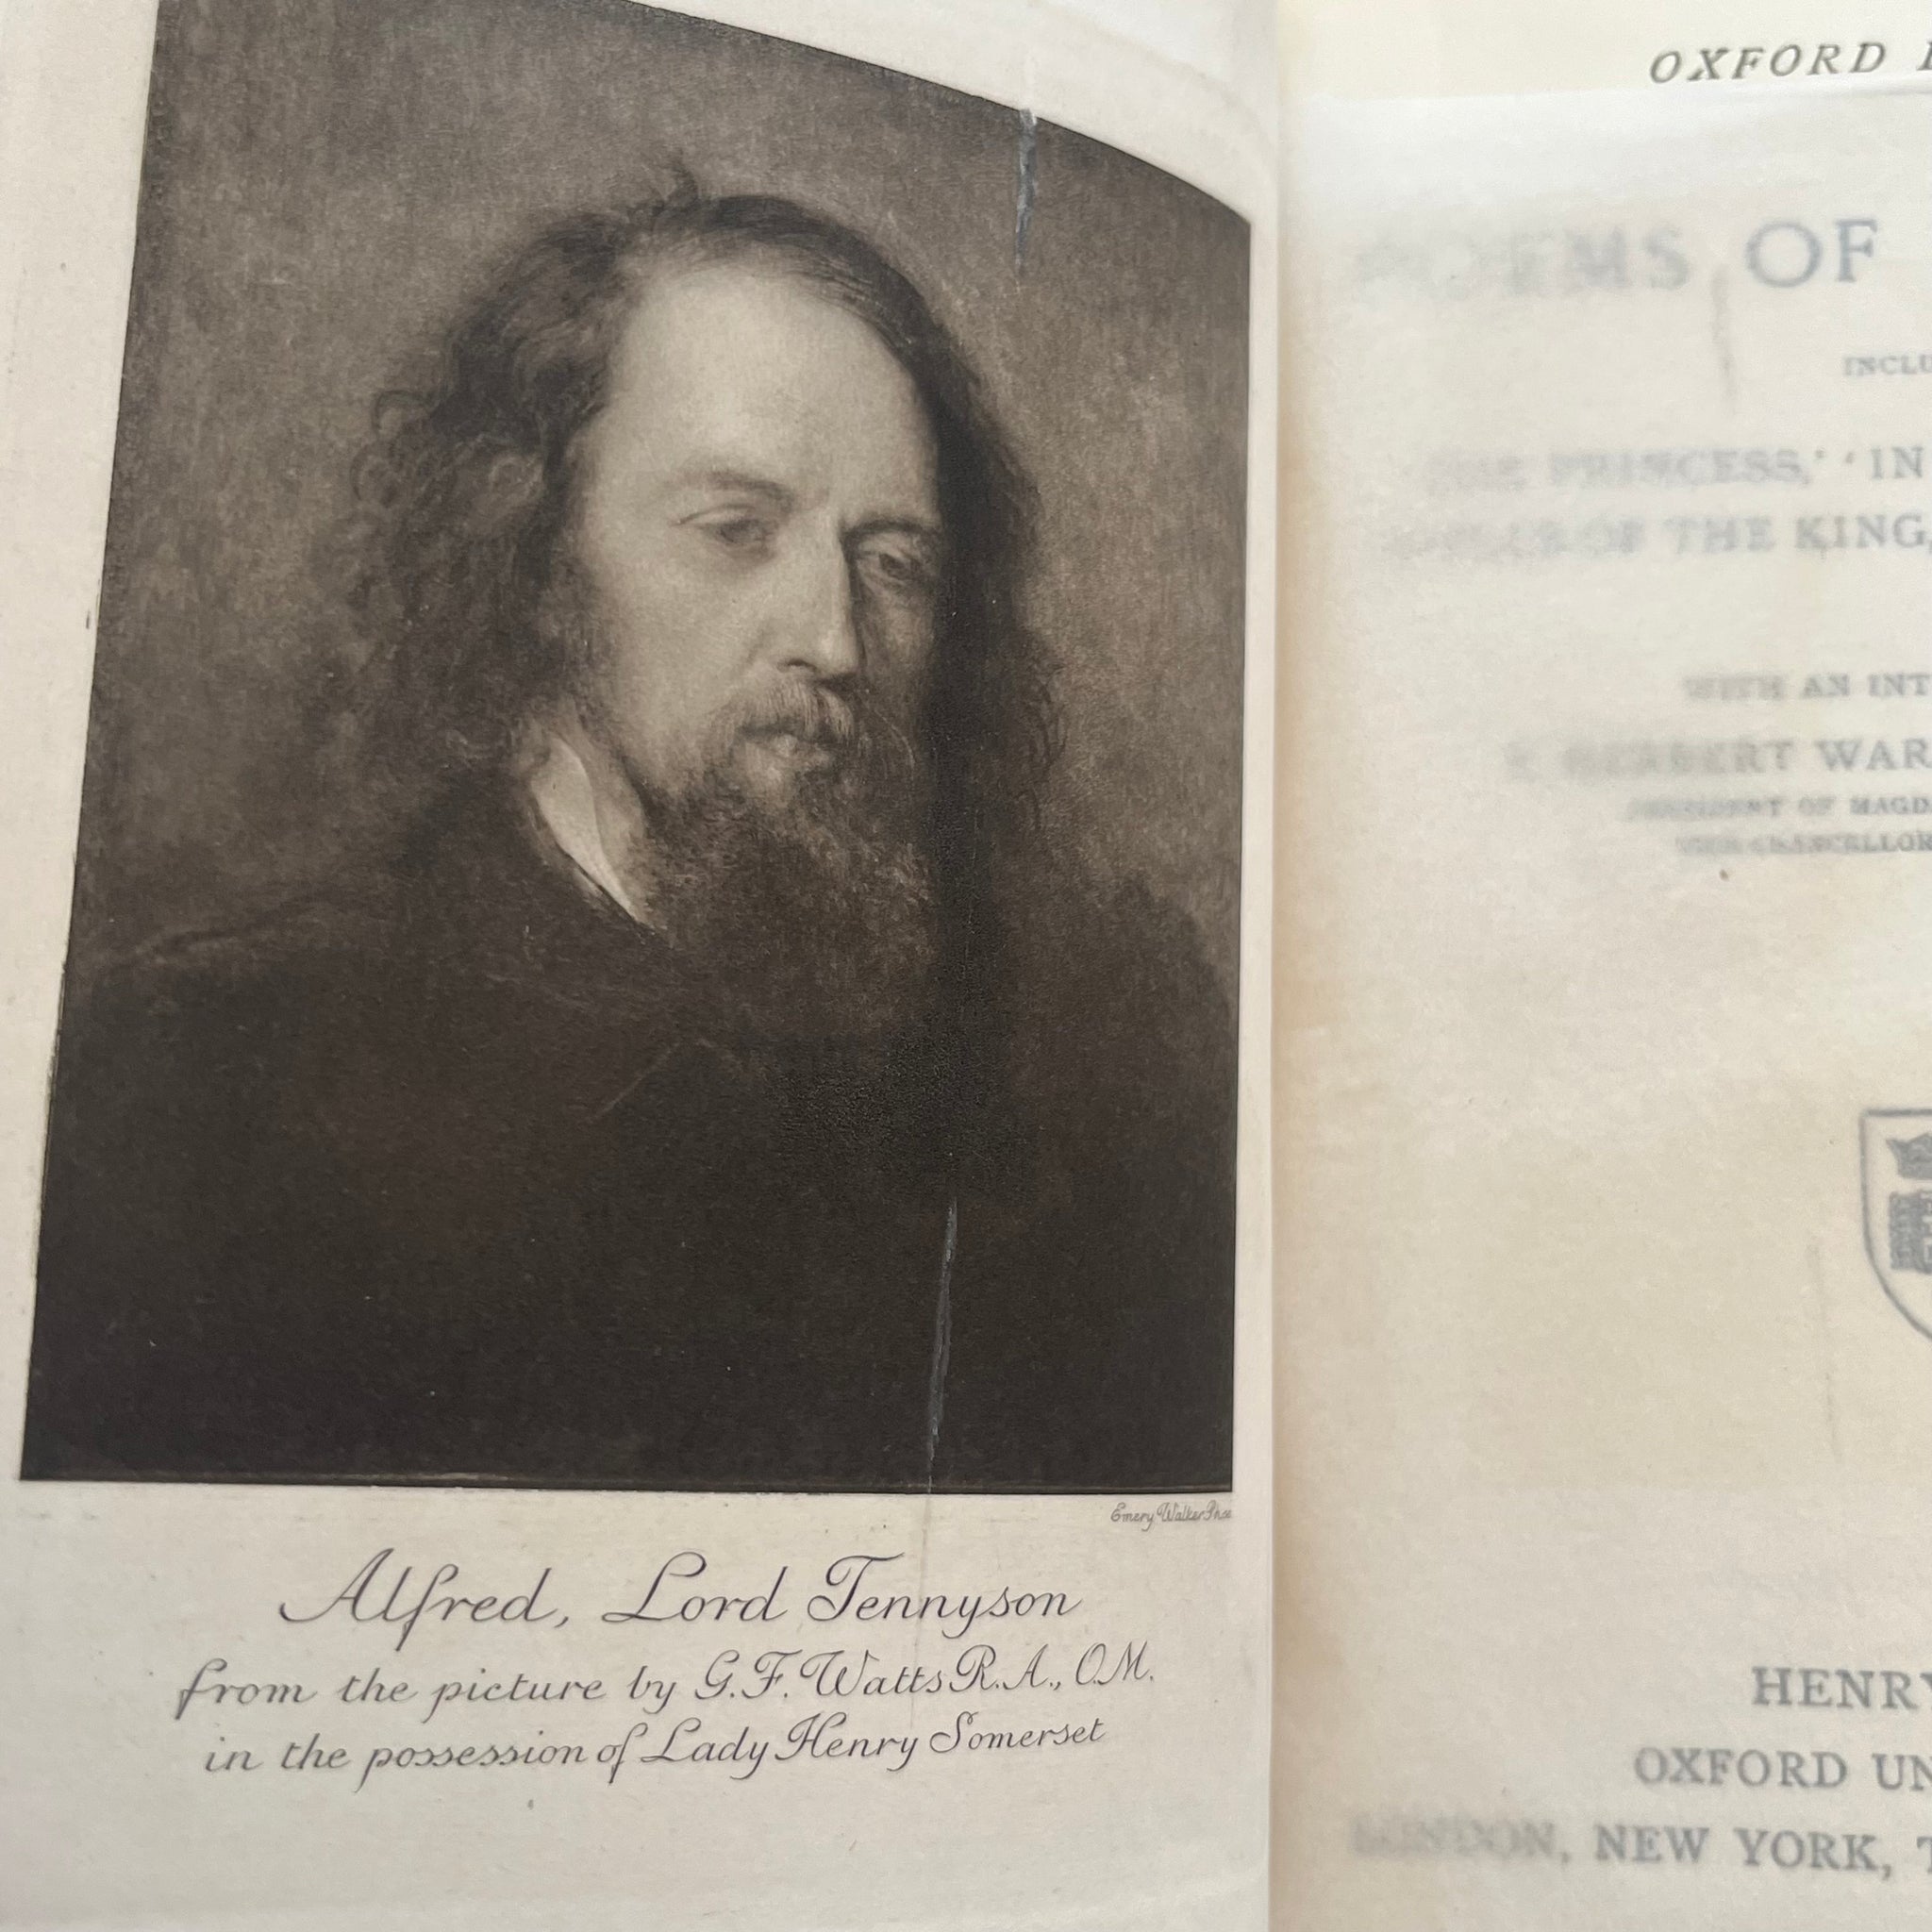 Emery Walker Ph.sc
Alfred, Lord Tennyson
from the picture by G.F. Watts R.A., O.M.
in the possession of Lady Henry Somerset
OXFORD
POEMS OF
INCLU
PRINCESS,' 'IN
OF THE KING,
WITH AN INT
HERBERT WAR
PRESIDENT OF MAGD
VICE-CHANCELLOR
HENRY
OXFORD UN
LONDON, NEW YORK, T